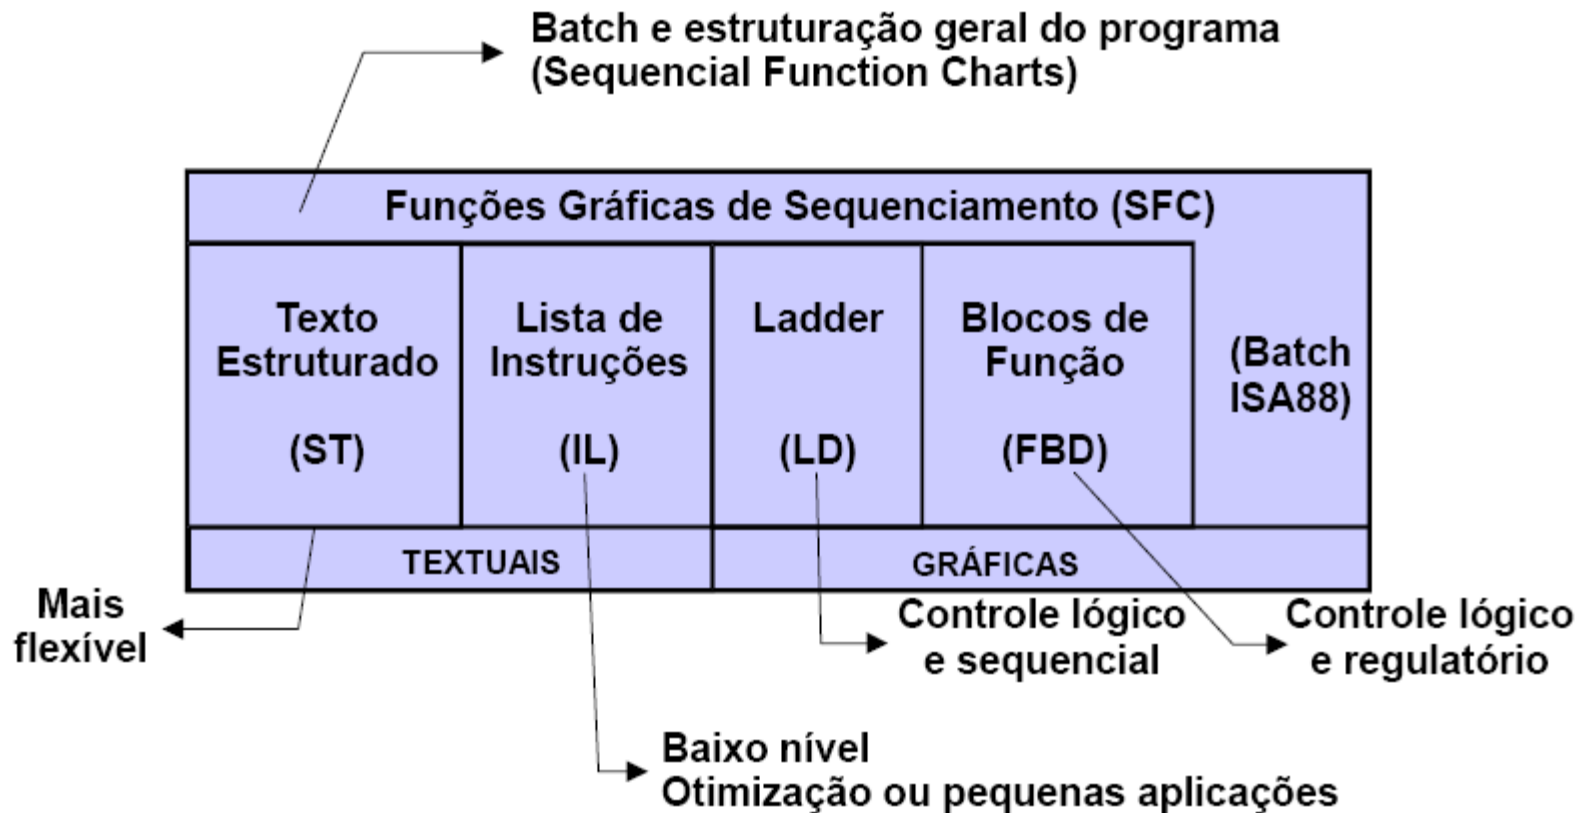 Batch e estruturação geral do programa
(Sequencial Function Charts)
Funções Gráficas de Sequenciamento (SFC)
Texto
Estruturado
(ST)
Lista de
Instruções
(IL)
Ladder
(LD)
Blocos de
Função
(FBD)
(Batch
ISA88)
TEXTUAIS
GRÁFICAS
Mais
flexível
Controle lógico
e sequencial
Controle lógico
e regulatório
Baixo nível
Otimização ou pequenas aplicações